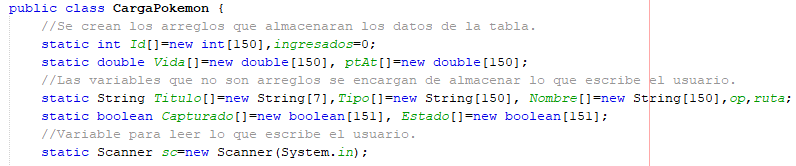 public class CargaPokemon {
//Se crean los arreglos que almacenaran los datos de la tabla.
static int Id[]=new int[150],ingresados=0;
static double Vida[]=new double[150], ptAt[]=new double[150];
//Las variables que no son arreglos se encargan de almacenar lo que escribe el usuario.
static String Titulo[]=new String[7],Tipo[]=new String[150], Nombre[]=new String[150],op,ruta;
static boolean Capturado[]=new boolean[151], Estado[]=new boolean[151];
//Variable para leer lo que escribe el usuario.
static Scanner sc=new Scanner(System.in);